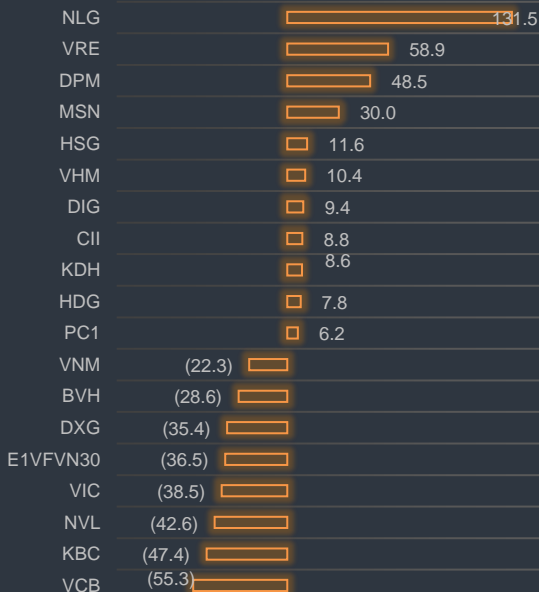 NLG 131.5
VRE 58.9
DPM 48.5
MSN 30.0
HSG 11.6
VHM 10.4
DIG 9.4
CII 8.8
KDH 8.6
HDG 7.8
PC1 6.2
VNM (22.3)
BVH (28.6)
DXG (35.4)
E1VFVN30 (36.5)
VIC (38.5)
NVL (42.6)
KBC (47.4)
VCB (55.3)